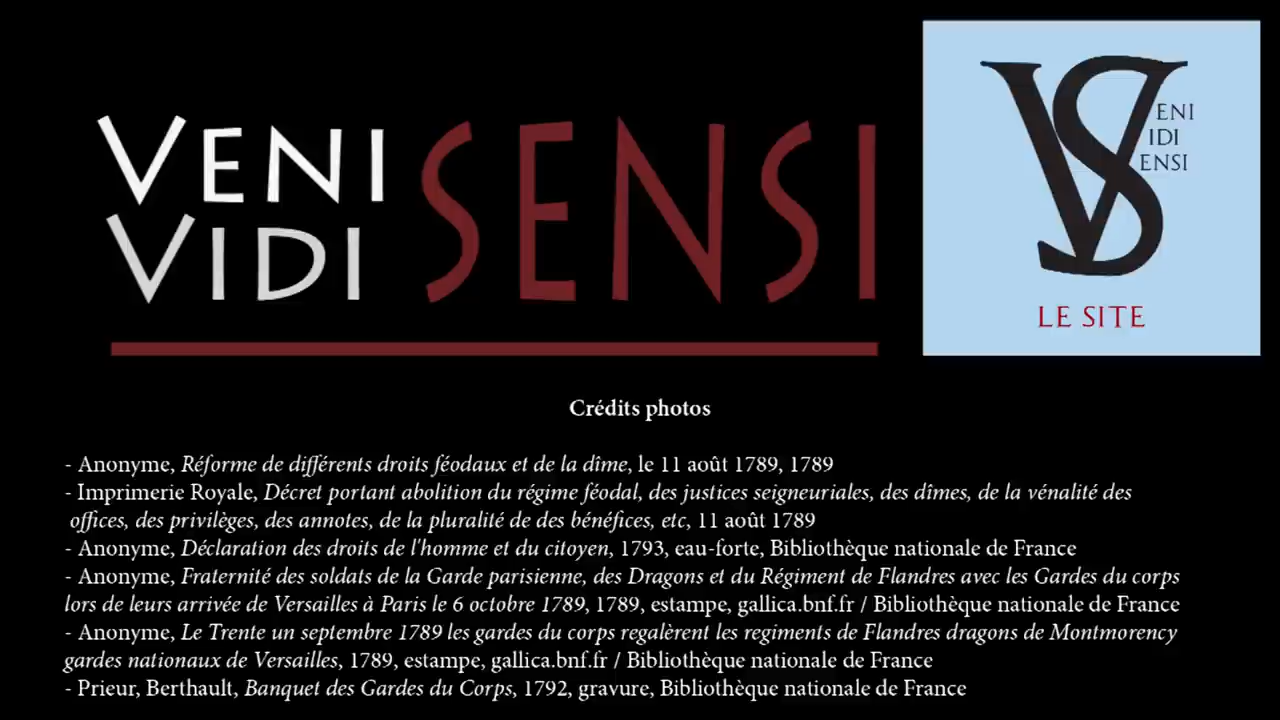 VENI
VIDI
SENSI
VS
ENI
IDI
ENSI
LE SITE
Crédits photos
- Anonyme, Réforme de différents droits féodaux et de la dîme, le 11 août 1789, 1789
- Imprimerie Royale, Décret portant abolition du régime féodal, des justices seigneuriales, des dîmes, de la vénalité des
offices, des privilèges, des annotes, de la pluralité de des bénéfices, etc, 11 août 1789
- Anonyme, Déclaration des droits de l'homme et du citoyen, 1793, eau-forte, Bibliothèque nationale de France
- Anonyme, Fraternité des soldats de la Garde parisienne, des Dragons et du Régiment de Flandres avec les Gardes du corps
lors de leurs arrivée de Versailles à Paris le 6 octobre 1789, 1789, estampe, gallica.bnf.fr / Bibliothèque nationale de France
- Anonyme, Le Trente un septembre 1789 les gardes du corps regalèrent les regiments de Flandres dragons de Montmorency
gardes nationaux de Versailles, 1789, estampe, gallica.bnf.fr / Bibliothèque nationale de France
- Prieur, Berthault, Banquet des Gardes du Corps, 1792, gravure, Bibliothèque nationale de France